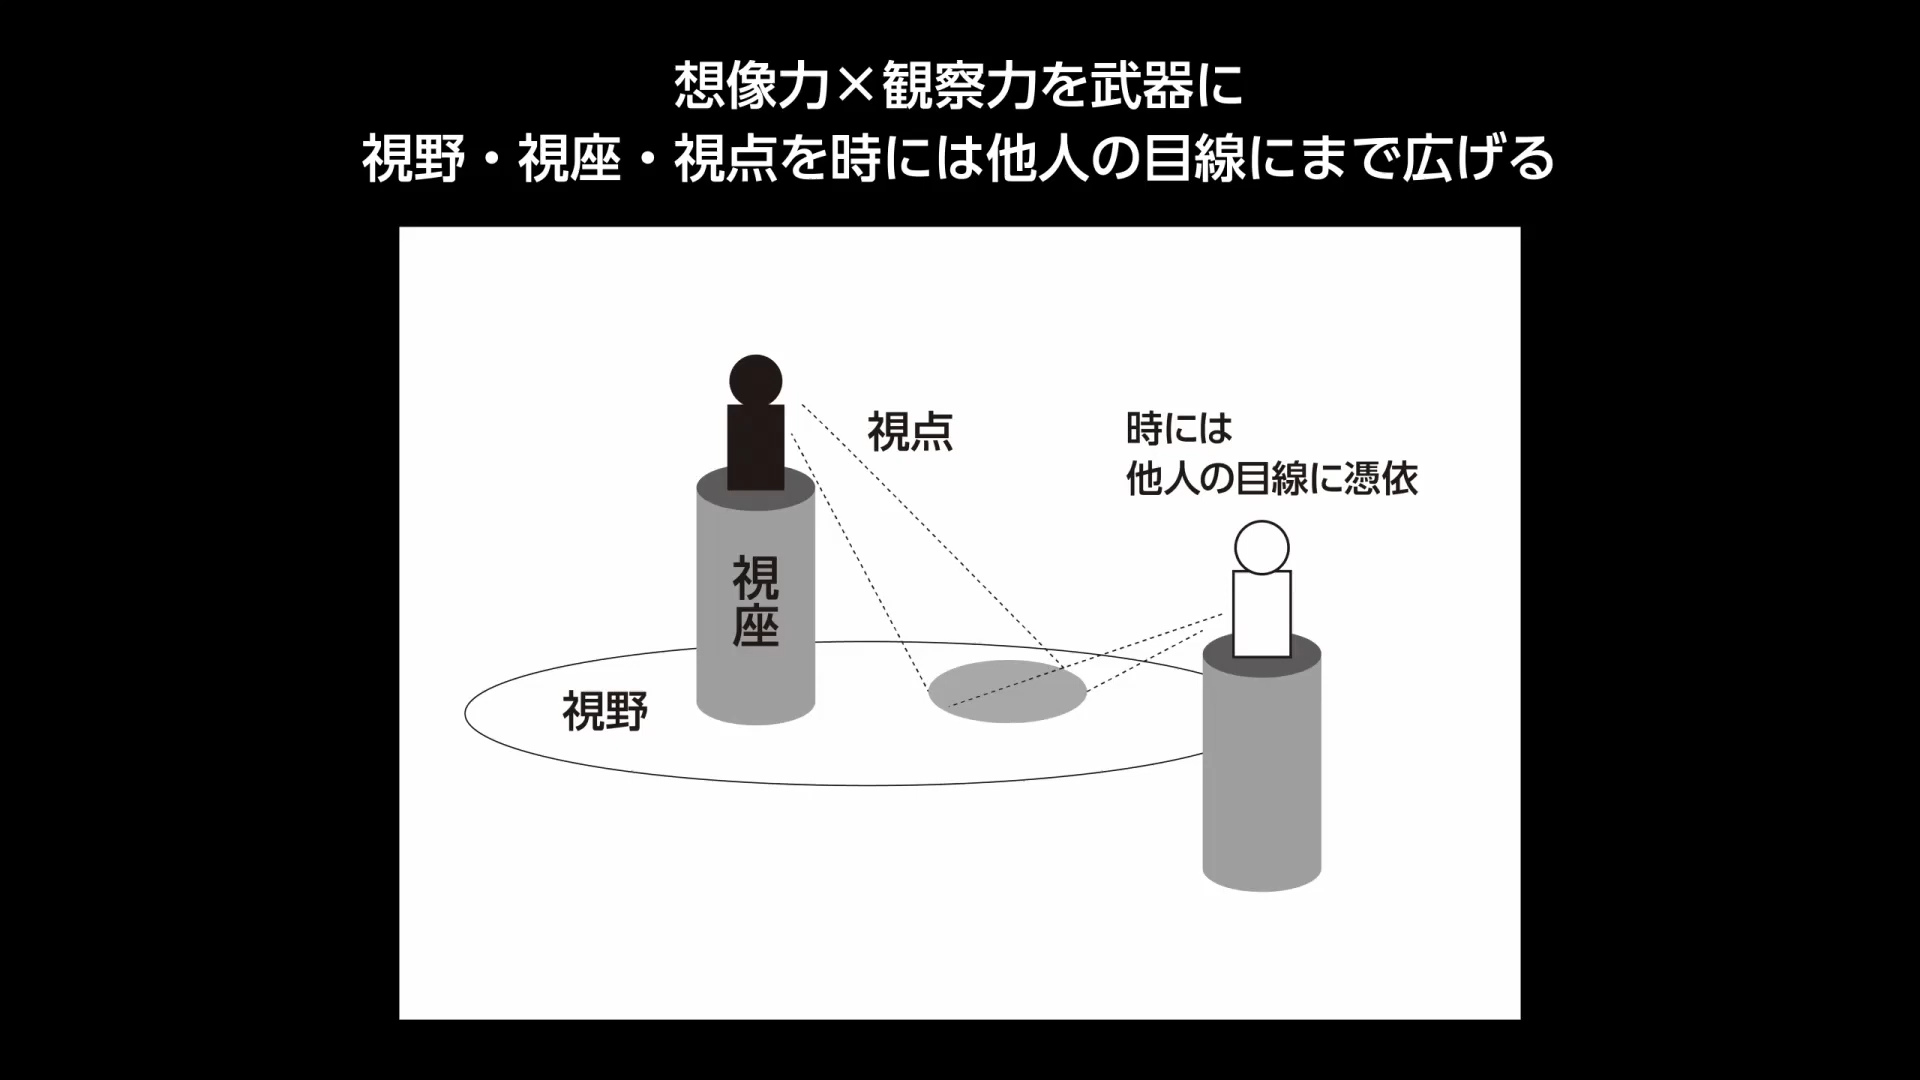 想像力×観察力を武器に
視野・視座・視点を時には他人の目線にまで広げる
視点
時には
他人の目線に憑依
視座
視野